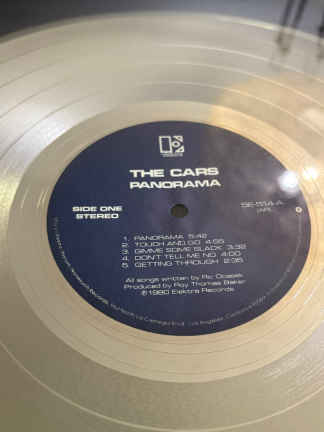 THE CARS
PANORAMA
SIDE ONE
STEREO
5E-514-A
1. PANORAMA 5:42
2. TOUCH AND GO 4:55
3. GIMME SOME SLACK 3:32
4. DON'T TELL ME NO 4:00
5. GETTING THROUGH 2:35
All songs written by Ric Ocasek
Produced by Roy Thomas Baker
℗1980 Elektra Records